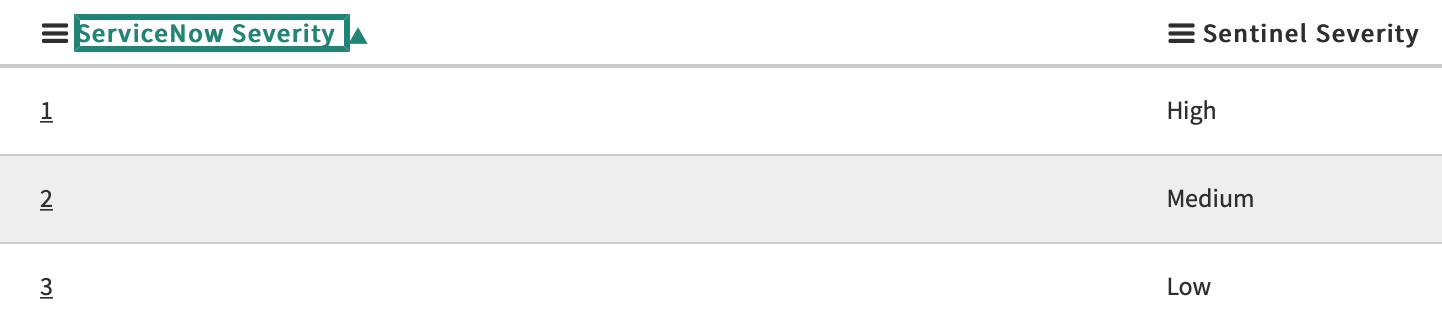 ServiceNow Severity Sentinel Severity
1 High
2 Medium
3 Low